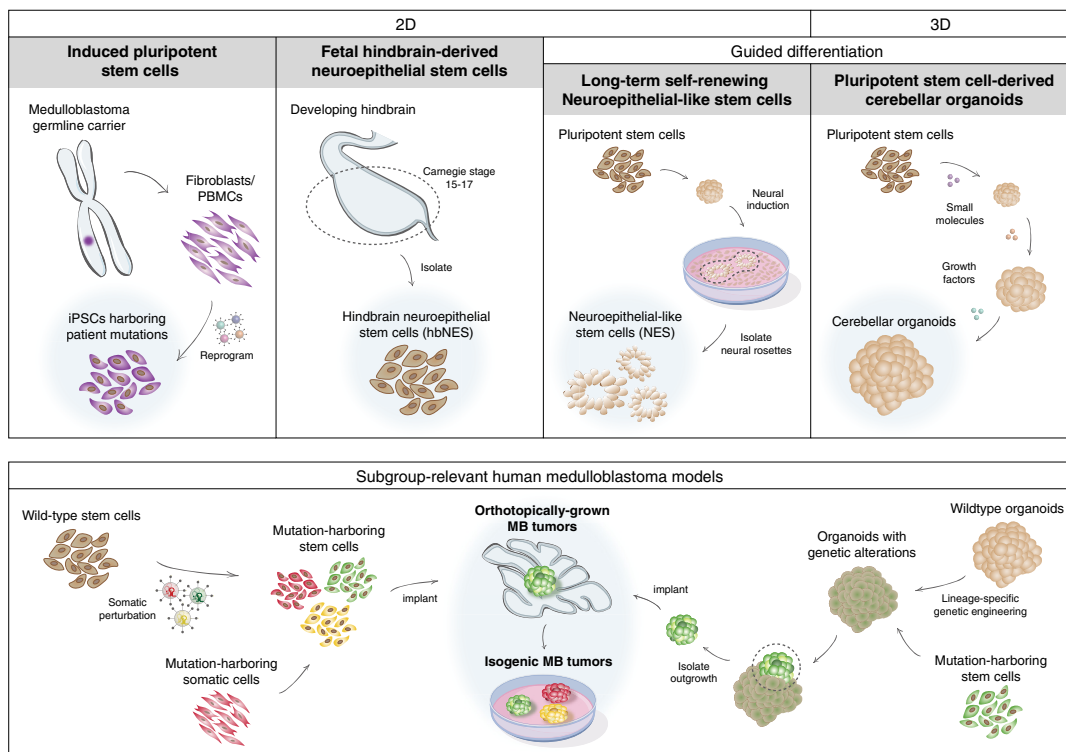 2D
3D
Induced pluripotent
stem cells
Fetal hindbrain-derived
neuroepithelial stem cells
Guided differentiation
Long-term self-renewing
Neuroepithelial-like stem cells
Pluripotent stem cell-derived
cerebellar organoids
Medulloblastoma
germline carrier
Fibroblasts/
PBMCs
iPSCs harboring
patient mutations
Reprogram
Developing hindbrain
Carnegie stage
15-17
Isolate
Hindbrain neuroepithelial
stem cells (hbNES)
Pluripotent stem cells
Neural
induction
Neuroepithelial-like
stem cells (NES)
Isolate
neural rosettes
Pluripotent stem cells
Small
molecules
Growth
factors
Cerebellar organoids
Subgroup-relevant human medulloblastoma models
Wild-type stem cells
Somatic
perturbation
Mutation-harboring
stem cells
Mutation-harboring
somatic cells
implant
Orthotopically-grown
MB tumors
Isogenic MB tumors
implant
Isolate
outgrowth
Organoids with
genetic alterations
Wildtype organoids
Lineage-specific
genetic engineering
Mutation-harboring
stem cells